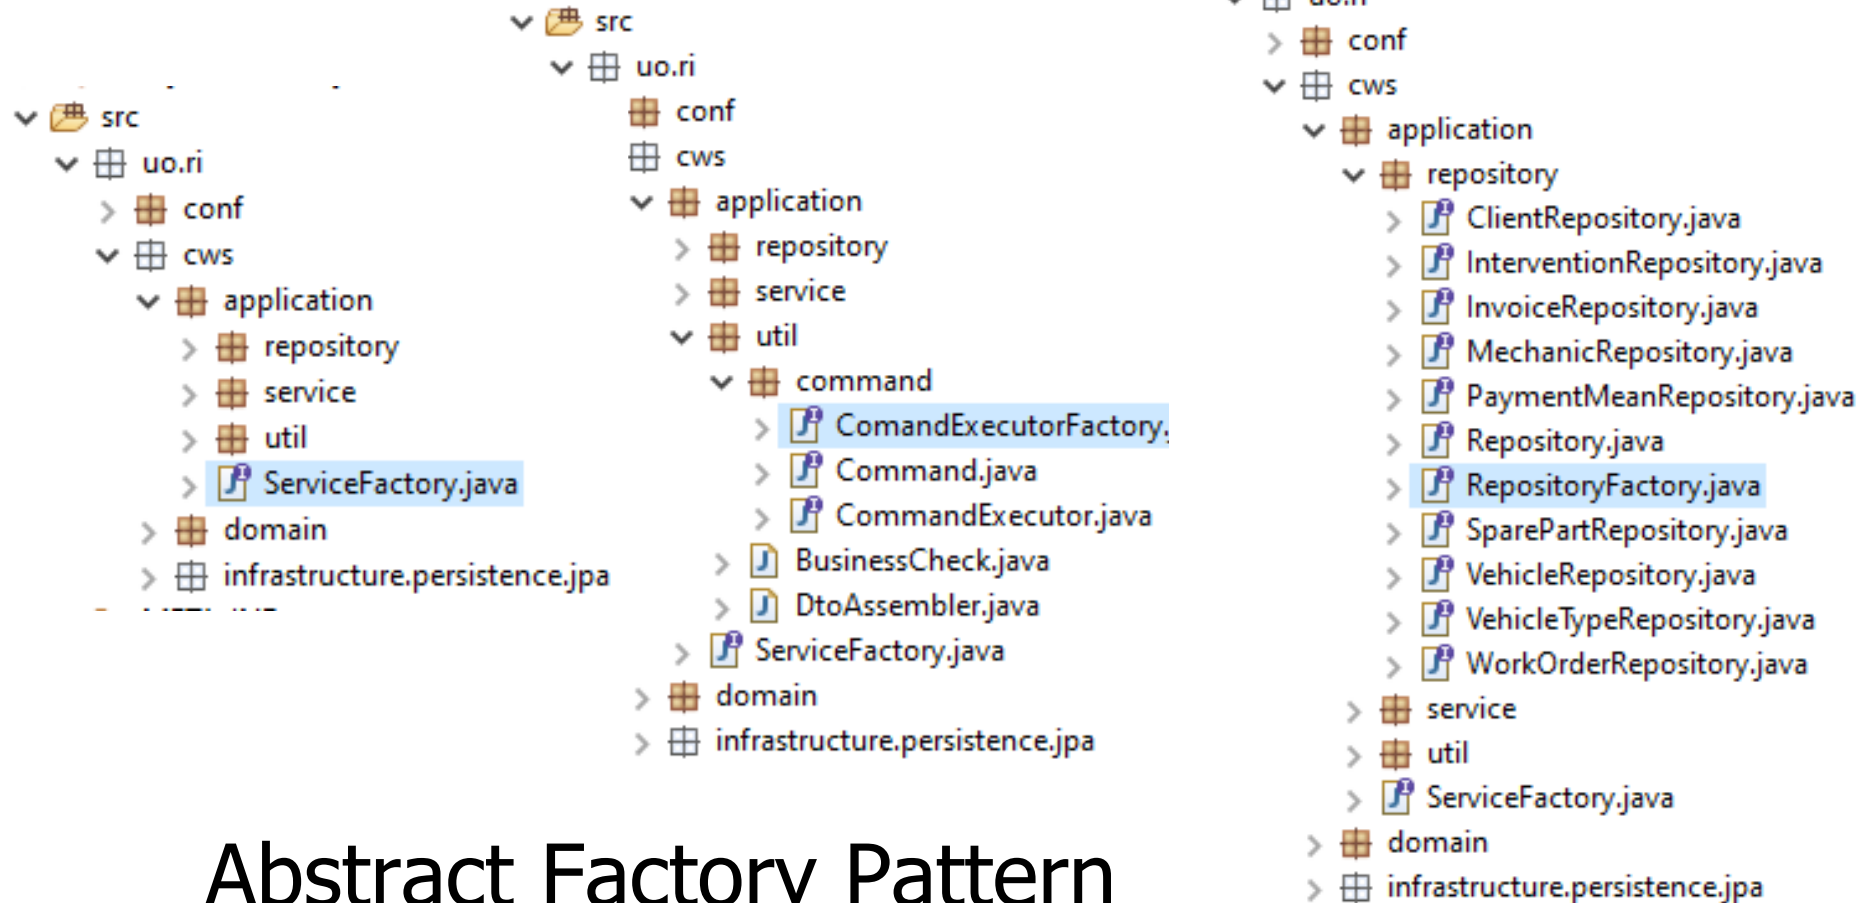 src
uo.ri
conf
cws
application
repository
service
util
ServiceFactory.java
domain
infrastructure.persistence.jpa
src
uo.ri
conf
cws
application
repository
service
util
command
ComandExecutorFactory.
Command.java
CommandExecutor.java
BusinessCheck.java
DtoAssembler.java
ServiceFactory.java
domain
infrastructure.persistence.jpa
uo.ri
conf
cws
application
repository
ClientRepository.java
InterventionRepository.java
InvoiceRepository.java
MechanicRepository.java
PaymentMeanRepository.java
Repository.java
RepositoryFactory.java
SparePartRepository.java
VehicleRepository.java
VehicleTypeRepository.java
WorkOrderRepository.java
service
util
ServiceFactory.java
domain
infrastructure.persistence.jpa
Abstract Factory Pattern